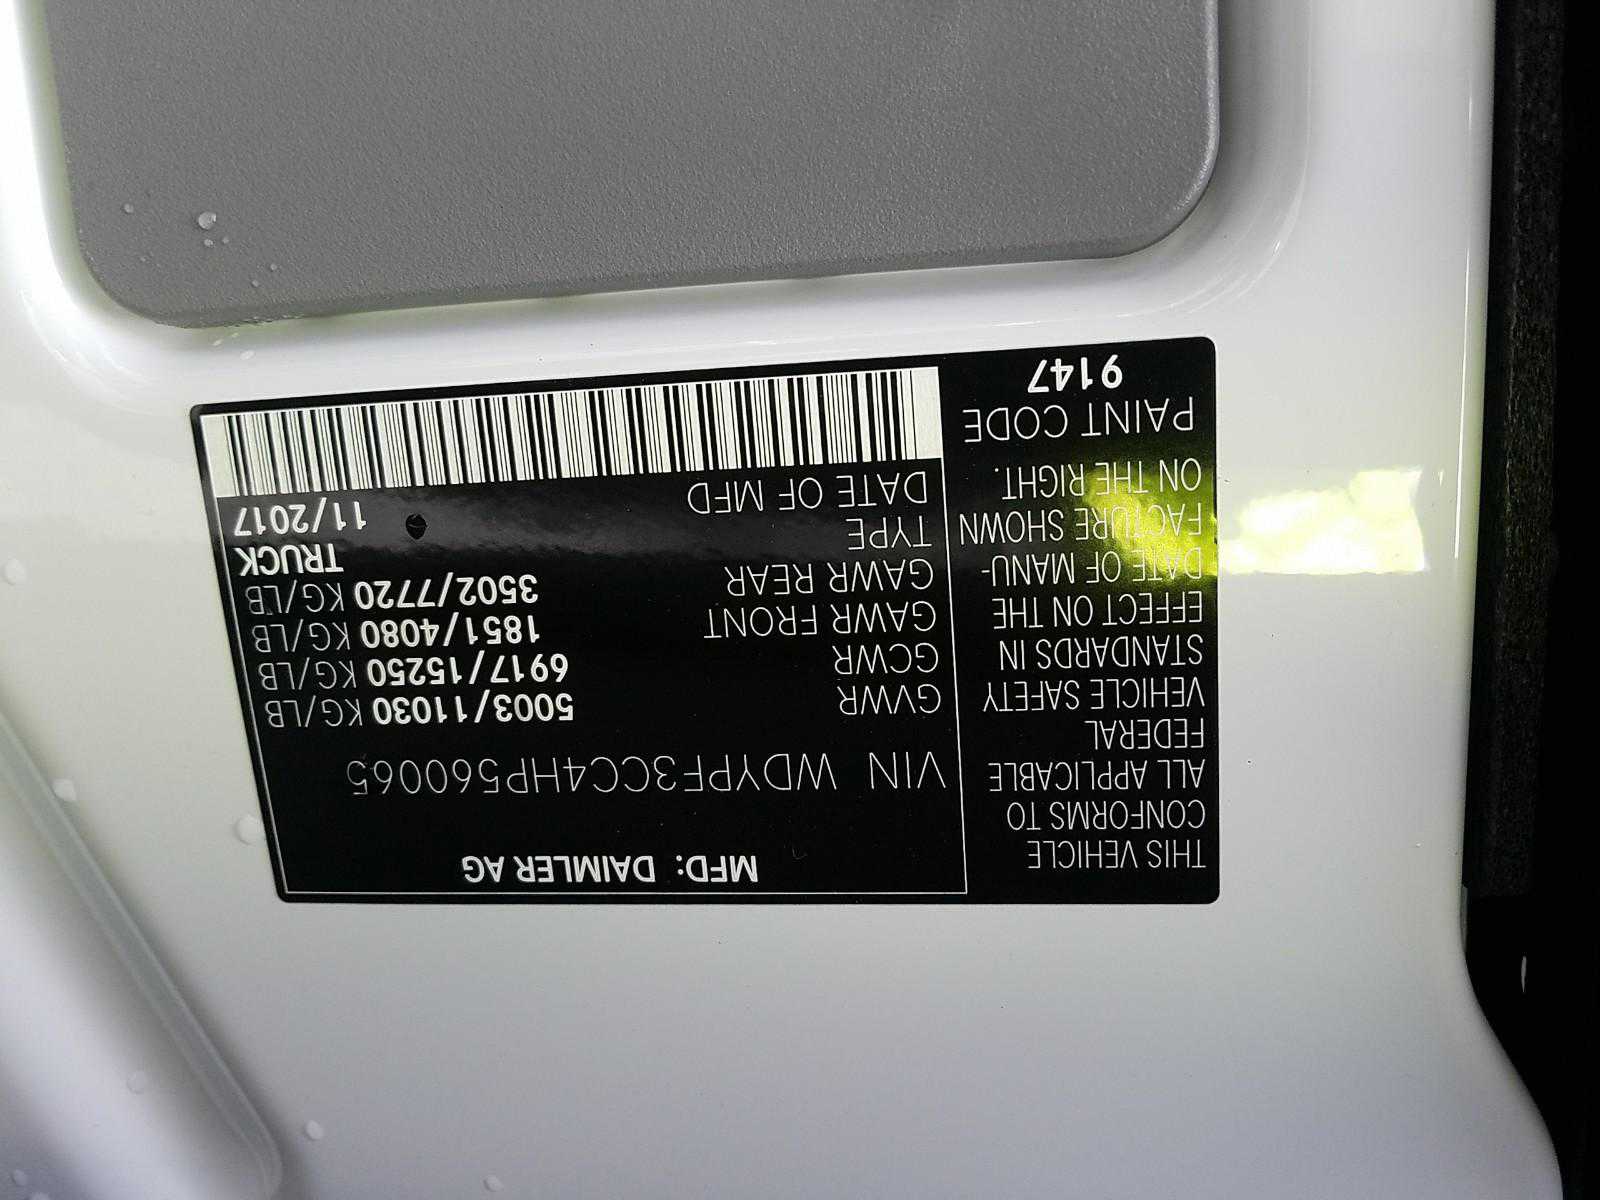 THIS VEHICLE
CONFORMS TO
ALL APPLICABLE
FEDERAL
VEHICLE SAFETY
STANDARDS IN
EFFECT ON THE
DATE OF MANU-
FACTURE SHOWN
ON THE RIGHT.
PAINT CODE
9147
MFD: DAIMLER AG
VIN WDYPF3CC4HP560065
GVWR 5003/11030 KG/LB
GCWR 6917/15250 KG/LB
GAWR FRONT 1851/4080 KG/LB
GAWR REAR 3502/7720 KG/LB
TYPE TRUCK
DATE OF MFD 11/2017